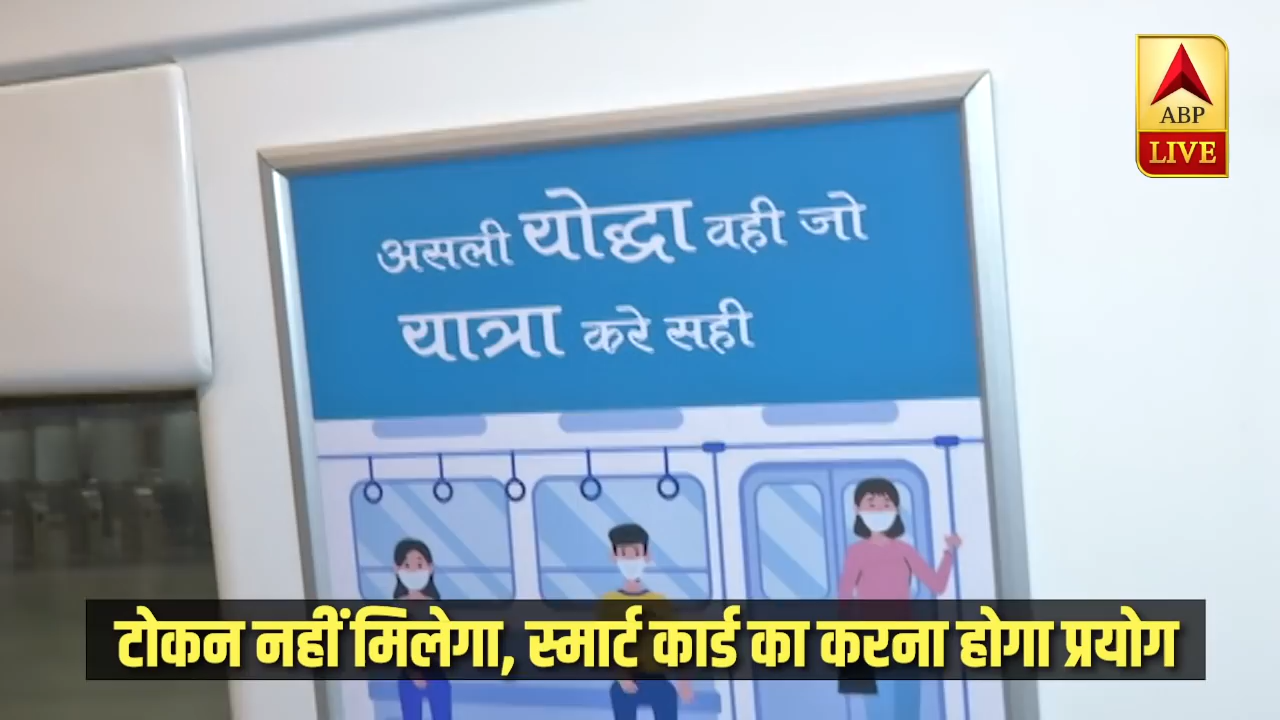 ABP
LIVE
असली योद्धा वही जो
यात्रा करे सही
टोकन नहीं मिलेगा, स्मार्ट कार्ड का करना होगा प्रयोग